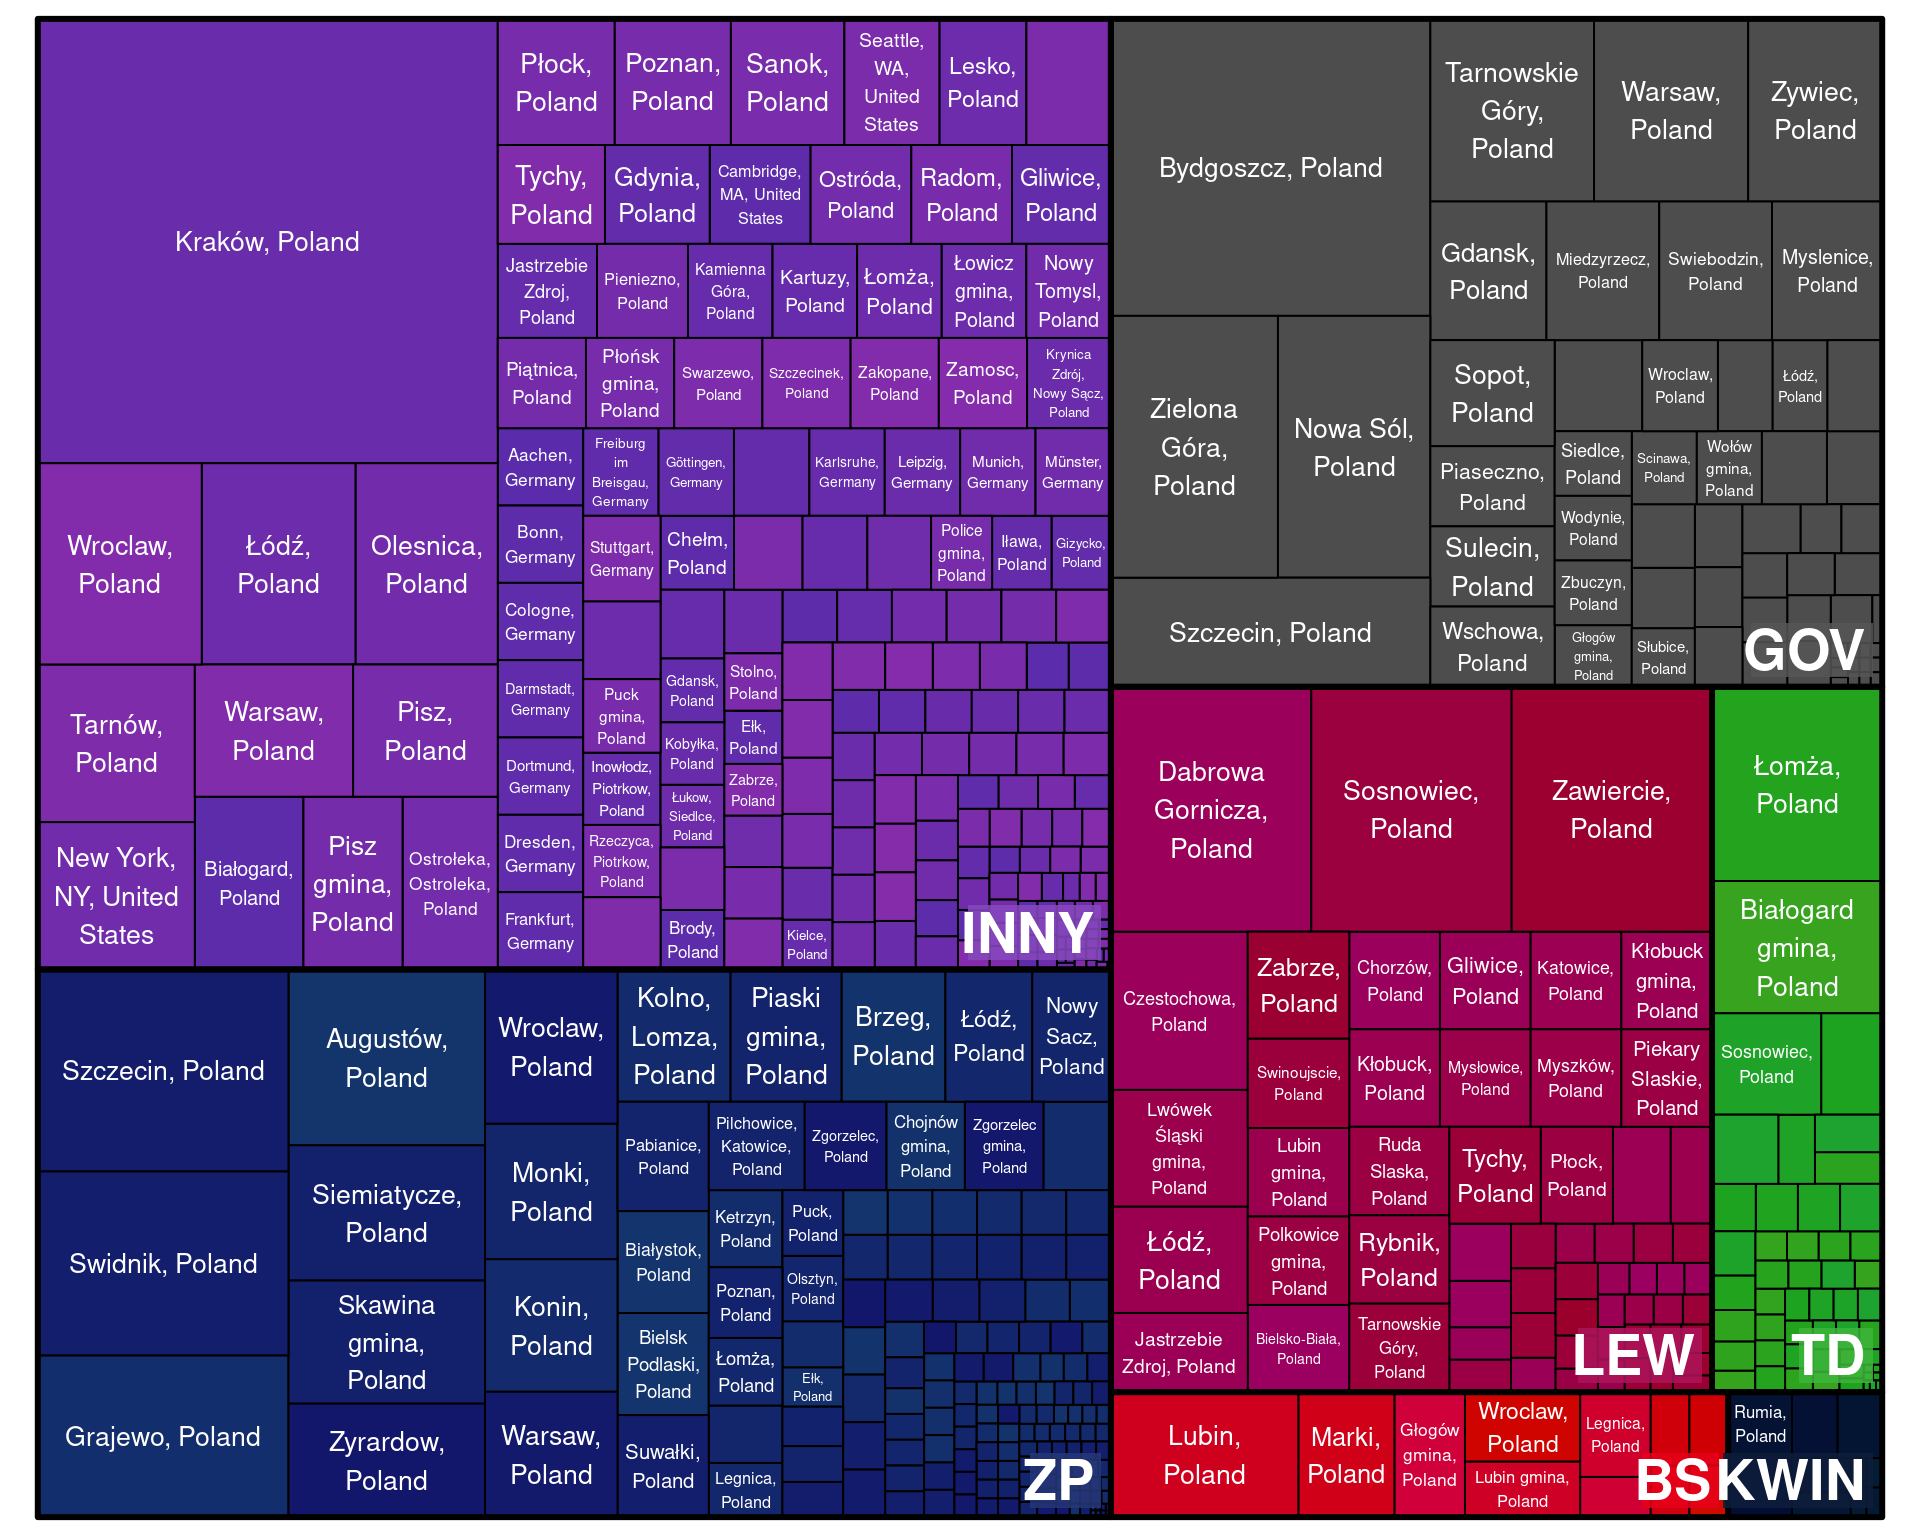 Kraków, Poland
Wroclaw,
Poland
Łódź,
Poland
Olesnica,
Poland
Tarnów,
Poland
Warsaw,
Poland
Pisz,
Poland
New York,
NY, United
States
Białogard,
Poland
Pisz
gmina,
Poland
Ostrołeka,
Ostroleka,
Poland
Płock,
Poland
Poznan,
Poland
Sanok,
Poland
Seattle,
WA,
United
States
Lesko,
Poland
Tychy,
Poland
Gdynia,
Poland
Cambridge,
MA, United
States
Ostróda,
Poland
Radom,
Poland
Gliwice,
Poland
Jastrzebie
Zdroj,
Poland
Pieniezno,
Poland
Kamienna
Góra,
Poland
Kartuzy,
Poland
Łomża,
Poland
Łowicz
gmina,
Poland
Nowy
Tomysl,
Poland
Piątnica,
Poland
Płońsk
gmina,
Poland
Swarzewo,
Poland
Szczecinek,
Poland
Zakopane,
Poland
Zamosc,
Poland
Krynica
Zdrój,
Nowy Sącz,
Poland
Aachen,
Germany
Bonn,
Germany
Cologne,
Germany
Darmstadt,
Germany
Dortmund,
Germany
Dresden,
Germany
Frankfurt,
Germany
Freiburg
im
Breisgau,
Germany
Göttingen,
Germany
Karlsruhe,
Germany
Leipzig,
Germany
Munich,
Germany
Münster,
Germany
Stuttgart,
Germany
Puck
gmina,
Poland
Inowłodz,
Piotrkow,
Poland
Rzeczyca,
Piotrkow,
Poland
Chełm,
Poland
Police
gmina,
Poland
Iława,
Poland
Gizycko,
Poland
Gdansk,
Poland
Kobyłka,
Poland
Łukow,
Siedlce,
Poland
Brody,
Poland
Stolno,
Poland
Ełk,
Poland
Zabrze,
Poland
Kielce,
Poland
INNY
Bydgoszcz, Poland
Zielona
Góra,
Poland
Nowa Sól,
Poland
Szczecin, Poland
Tarnowskie
Góry,
Poland
Warsaw,
Poland
Zywiec,
Poland
Gdansk,
Poland
Miedzyrzecz,
Poland
Swiebodzin,
Poland
Myslenice,
Poland
Sopot,
Poland
Piaseczno,
Poland
Sulecin,
Poland
Wschowa,
Poland
Wroclaw,
Poland
Łódź,
Poland
Siedlce,
Poland
Scinawa,
Poland
Wołów
gmina,
Poland
Wodynie,
Poland
Zbuczyn,
Poland
Głogów
gmina,
Poland
Słubice,
Poland
GOV
Szczecin, Poland
Swidnik, Poland
Grajewo, Poland
Augustów,
Poland
Siemiatycze,
Poland
Skawina
gmina,
Poland
Zyrardow,
Poland
Wroclaw,
Poland
Monki,
Poland
Konin,
Poland
Warsaw,
Poland
Kolno,
Lomza,
Poland
Piaski
gmina,
Poland
Brzeg,
Poland
Łódź,
Poland
Nowy
Sacz,
Poland
Pabianice,
Poland
Białystok,
Poland
Bielsk
Podlaski,
Poland
Suwałki,
Poland
Pilchowice,
Katowice,
Poland
Zgorzelec,
Poland
Chojnów
gmina,
Poland
Zgorzelec
gmina,
Poland
Ketrzyn,
Poland
Poznan,
Poland
Łomża,
Poland
Legnica,
Poland
Puck,
Poland
Olsztyn,
Poland
Ełk,
Poland
ZP
Dabrowa
Gornicza,
Poland
Sosnowiec,
Poland
Zawiercie,
Poland
Czestochowa,
Poland
Lwówek
Śląski
gmina,
Poland
Łódź,
Poland
Jastrzebie
Zdroj, Poland
Zabrze,
Poland
Swinoujscie,
Poland
Lubin
gmina,
Poland
Polkowice
gmina,
Poland
Bielsko-Biała,
Poland
Chorzów,
Poland
Gliwice,
Poland
Katowice,
Poland
Kłobuck
gmina,
Poland
Kłobuck,
Poland
Mysłowice,
Poland
Myszków,
Poland
Piekary
Slaskie,
Poland
Ruda
Slaska,
Poland
Rybnik,
Poland
Tarnowskie
Góry,
Poland
Tychy,
Poland
Płock,
Poland
LEW
Łomża,
Poland
Białogard
gmina,
Poland
Sosnowiec,
Poland
TD
Lubin,
Poland
Marki,
Poland
Głogów
gmina,
Poland
Wroclaw,
Poland
Lubin gmina,
Poland
Legnica,
Poland
BS
Rumia,
Poland
KWIN